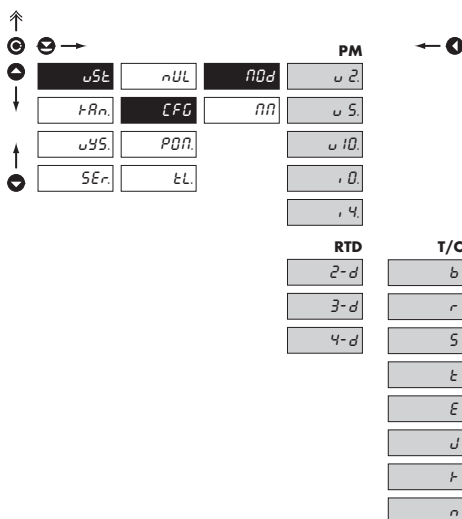 PM
uSt nUL MOd u 2.
kAn. CFG MM u 5.
uYS. POM. u 10.
SEr. tL. i 0.
i 4.
RTD T/C
2-d b
3-d r
4-d S
t
E
J
k
n